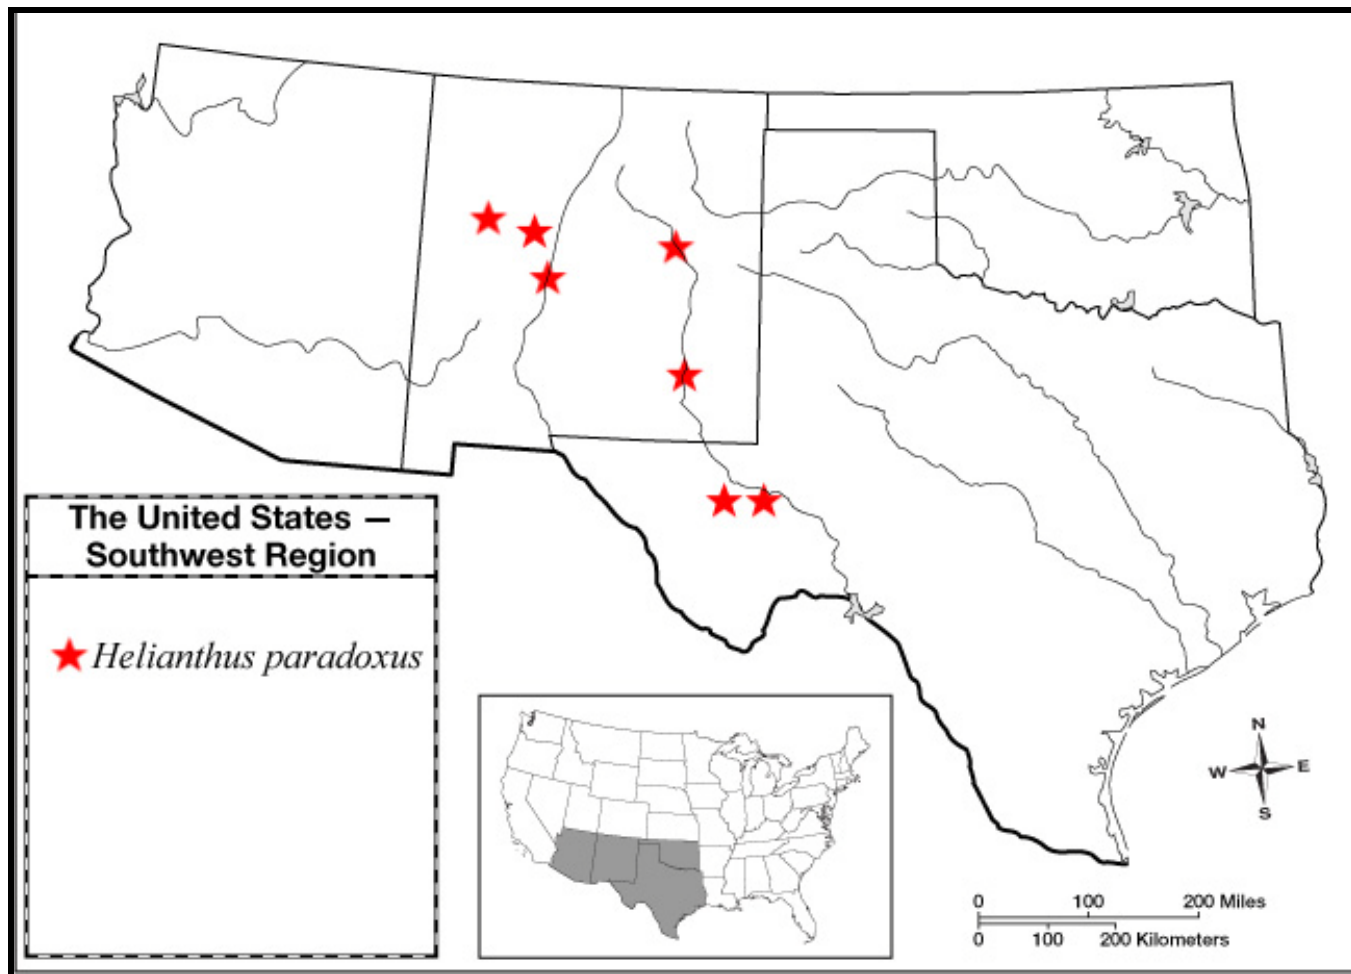 The United States —
Southwest Region
Helianthus paradoxus
N
W E
S
0 100 200 Miles
0 100 200 Kilometers